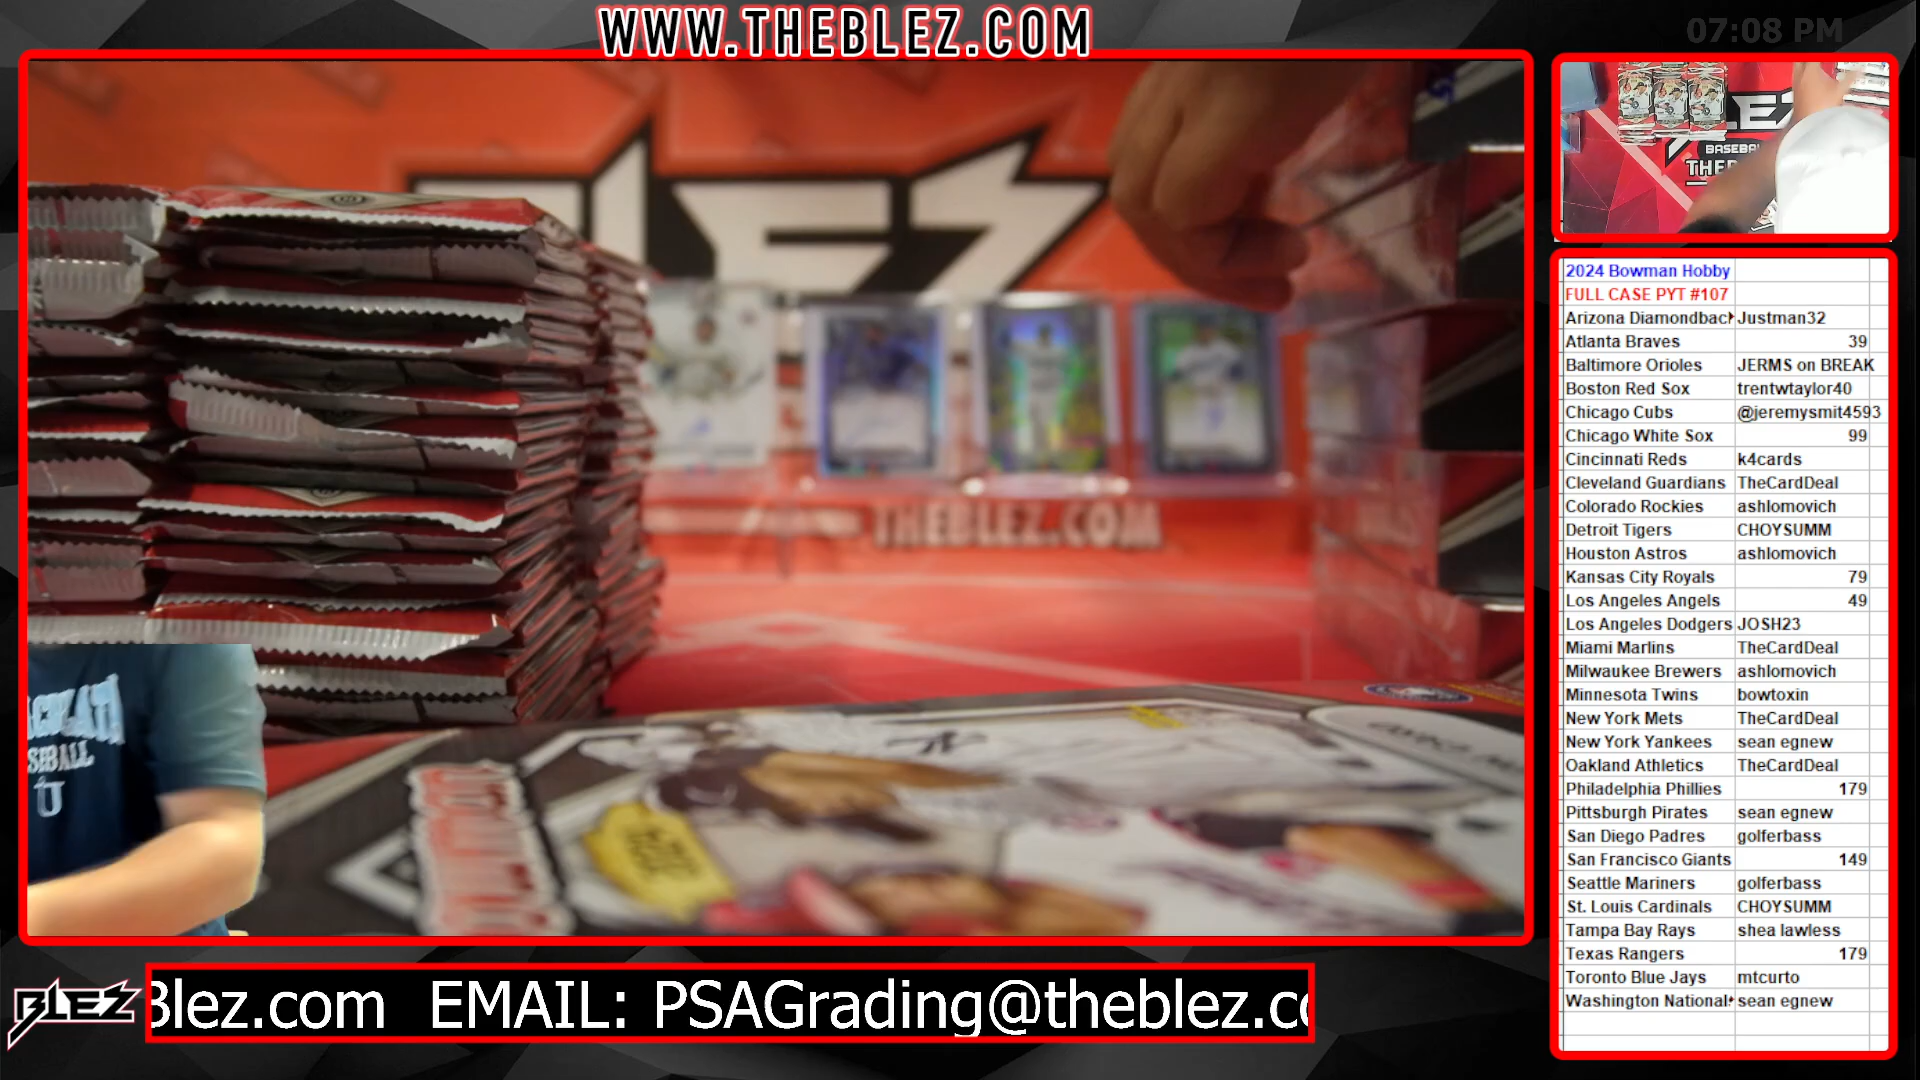 WWW.THEBLEZ.COM
07:08 PM
BLEZ
THEBLEZ.COM
BASEBALL
2024 Bowman Hobby
FULL CASE PYT #107
Arizona Diamondback Justman32
Atlanta Braves 39
Baltimore Orioles JERMS on BREAK
Boston Red Sox trentwtaylor40
Chicago Cubs @jeremysmit4593
Chicago White Sox 99
Cincinnati Reds k4cards
Cleveland Guardians TheCardDeal
Colorado Rockies ashlomovich
Detroit Tigers CHOYSUMM
Houston Astros ashlomovich
Kansas City Royals 79
Los Angeles Angels 49
Los Angeles Dodgers JOSH23
Miami Marlins TheCardDeal
Milwaukee Brewers ashlomovich
Minnesota Twins bowtoxin
New York Mets TheCardDeal
New York Yankees sean egnew
Oakland Athletics TheCardDeal
Philadelphia Phillies 179
Pittsburgh Pirates sean egnew
San Diego Padres golferbass
San Francisco Giants 149
Seattle Mariners golferbass
St. Louis Cardinals CHOYSUMM
Tampa Bay Rays shea lawless
Texas Rangers 179
Toronto Blue Jays mtcurto
Washington National sean egnew
BLEZ
Blez.com EMAIL: PSAGrading@theblez.co